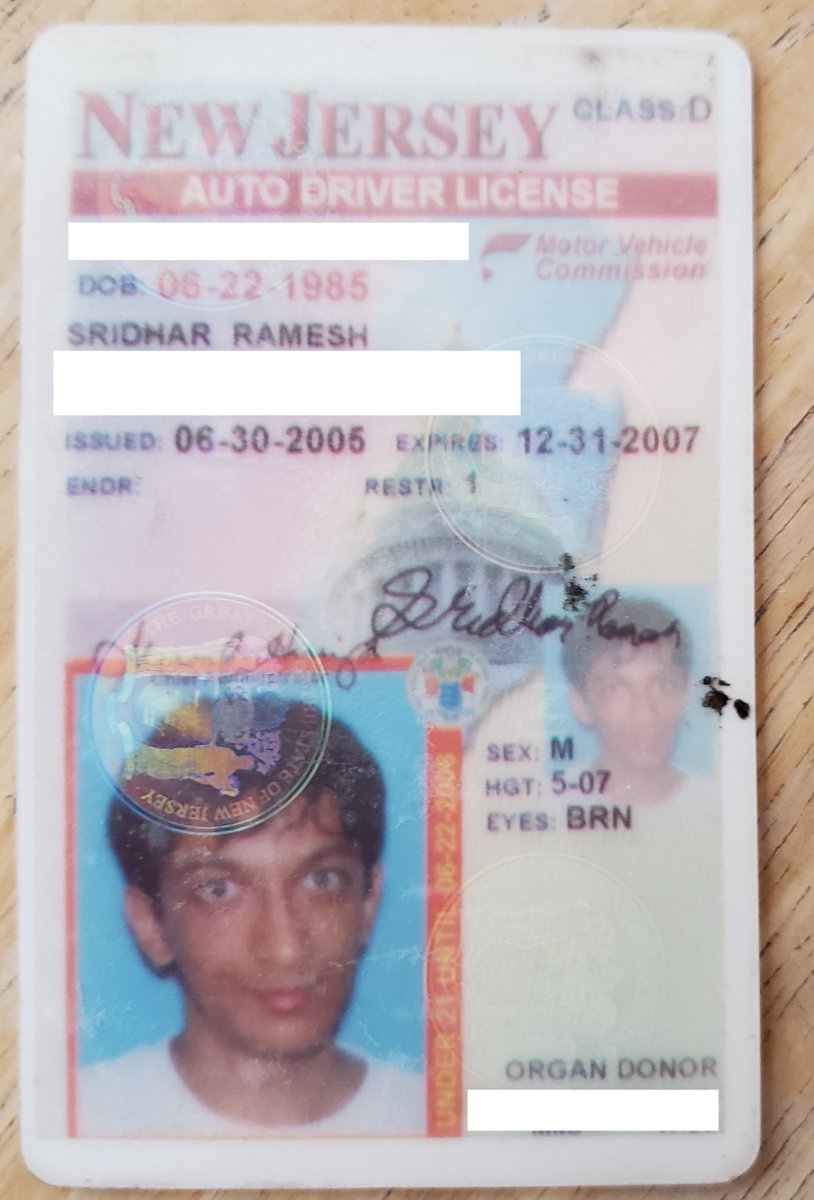 NEW JERSEY
CLASS:D
AUTO DRIVER LICENSE
Motor Vehicle
Commission
DOB: 06-22-1985
SRIDHAR RAMESH
ISSUED: 06-30-2005 EXPIRES: 12-31-2007
ENDR: RESTR: 1
Sridhar Ramesh
THE GREAT SEAL OF THE STATE OF NEW JERSEY
SEX: M
HGT: 5-07
EYES: BRN
UNDER 21 UNTIL 06-22-2006
ORGAN DONOR